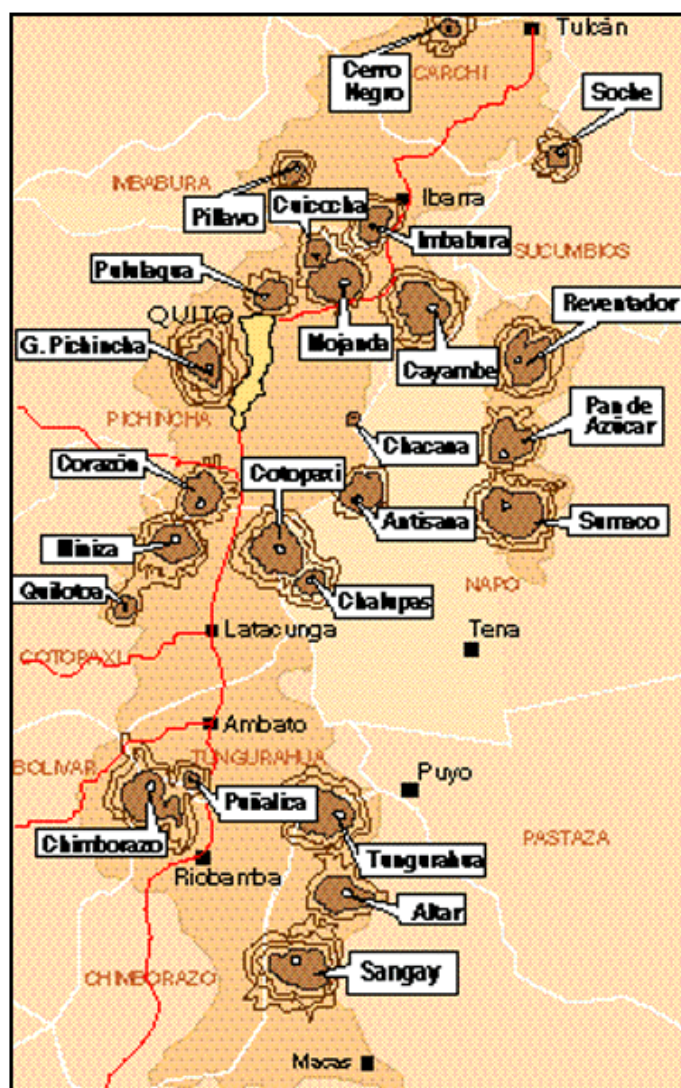 Tulcán
Cerro
Negro
CARCHI
Soche
IMBABURA
Pillavo
Cuicocha
Ibarra
Imbabura
SUCUMBIOS
Pululagua
QUITO
Mojanda
Reventador
G. Pichincha
Cayambe
PICHINCHA
Chacana
Pan de
Azúcar
Corazón
Cotopaxi
Antisana
Sumaco
Iliniza
Quilotoa
Chalupas
NAPO
Latacunga
Tena
COTOPAXI
Ambato
BOLIVAR
TUNGURAHUA
Puyo
Puñalica
Chimborazo
PASTAZA
Tungurahua
Riobamba
Altar
Sangay
CHIMBORAZO
Macas